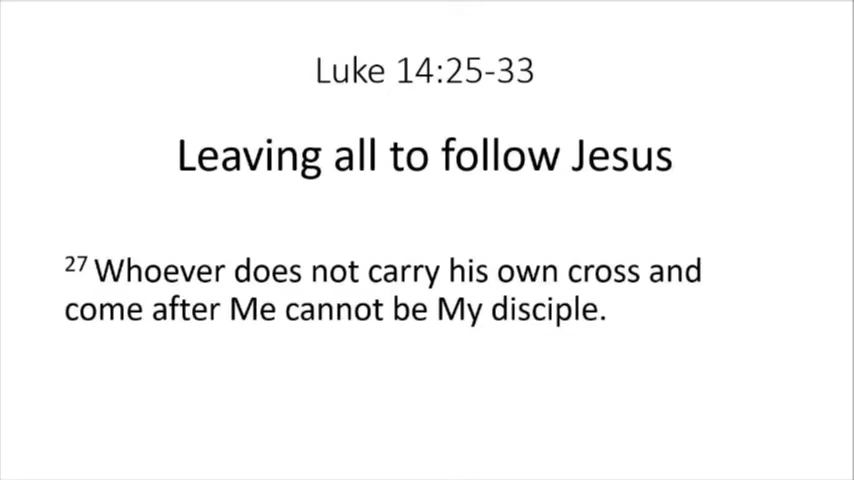 Luke 14:25-33
Leaving all to follow Jesus
27 Whoever does not carry his own cross and
come after Me cannot be My disciple.